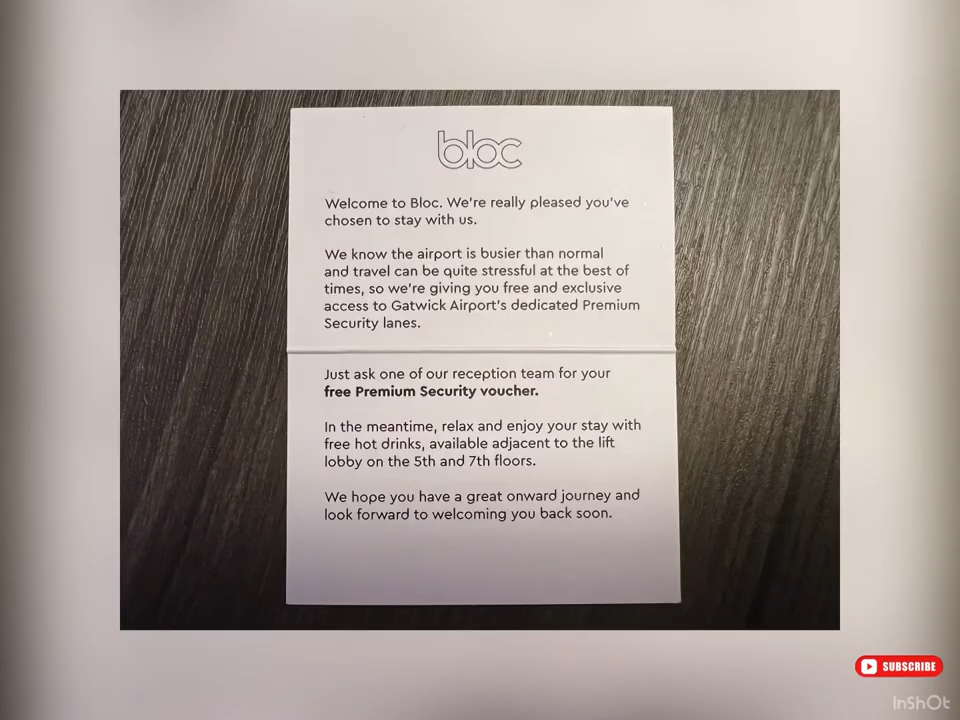 bloc
Welcome to Bloc. We're really pleased you've
chosen to stay with us.
We know the airport is busier than normal
and travel can be quite stressful at the best of
times, so we're giving you free and exclusive
access to Gatwick Airport's dedicated Premium
Security lanes.
Just ask one of our reception team for your
free Premium Security voucher.
In the meantime, relax and enjoy your stay with
free hot drinks, available adjacent to the lift
lobby on the 5th and 7th floors.
We hope you have a great onward journey and
look forward to welcoming you back soon.
SUBSCRIBE
InShOt